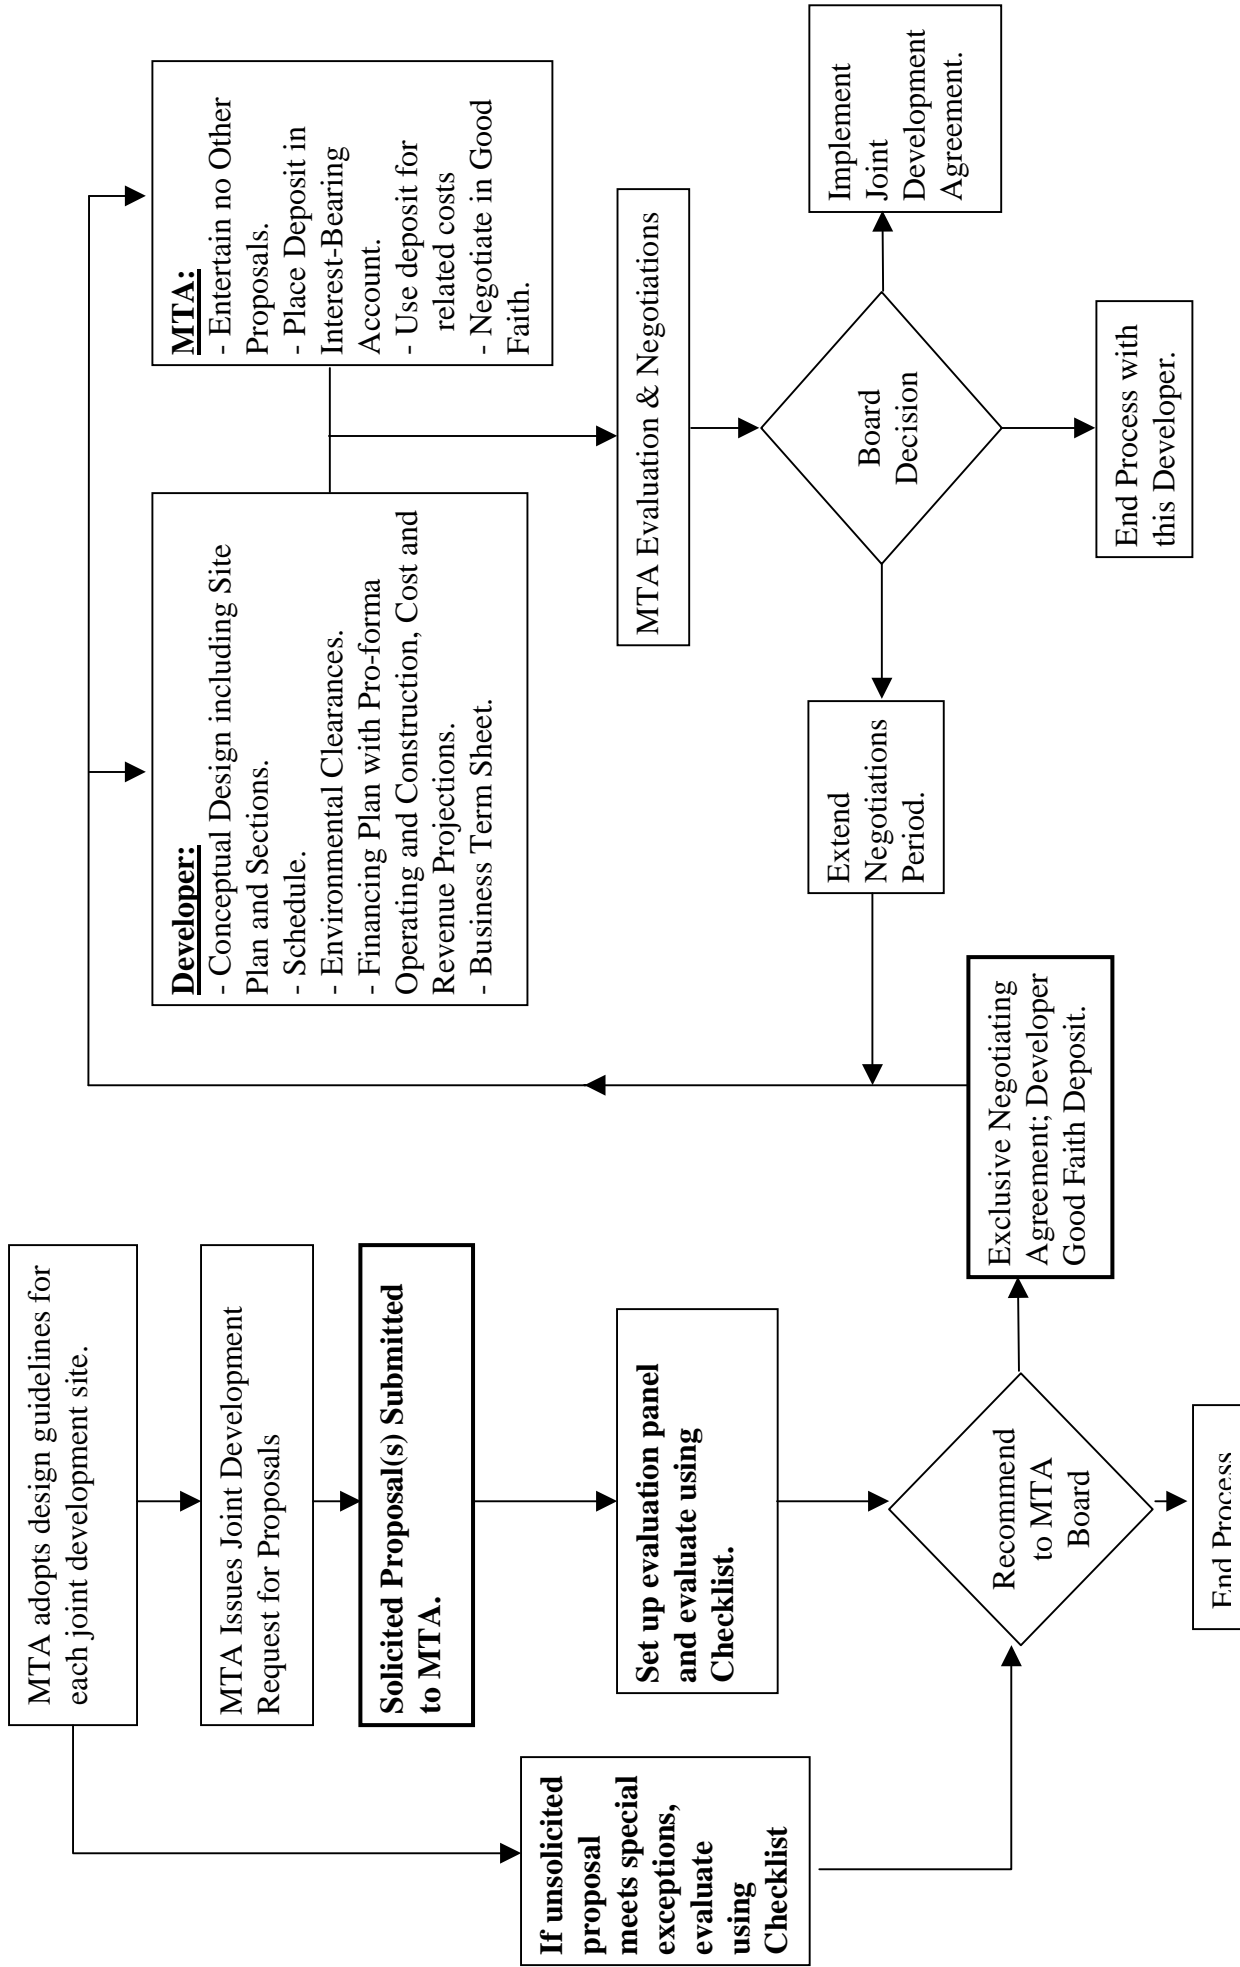 MTA adopts design guidelines for
each joint development site.
MTA Issues Joint Development
Request for Proposals
Solicited Proposal(s) Submitted
to MTA.
If unsolicited
proposal
meets special
exceptions,
evaluate
using
Checklist
Set up evaluation panel
and evaluate using
Checklist.
Recommend
to MTA
Board
End Process
Exclusive Negotiating
Agreement; Developer
Good Faith Deposit.
Developer:
- Conceptual Design including Site
Plan and Sections.
- Schedule.
- Environmental Clearances.
- Financing Plan with Pro-forma
Operating and Construction, Cost and
Revenue Projections.
- Business Term Sheet.
MTA:
- Entertain no Other
Proposals.
- Place Deposit in
Interest-Bearing
Account.
- Use deposit for
related costs
- Negotiate in Good
Faith.
MTA Evaluation & Negotiations
Board
Decision
Extend
Negotiations
Period.
Implement
Joint
Development
Agreement.
End Process with
this Developer.